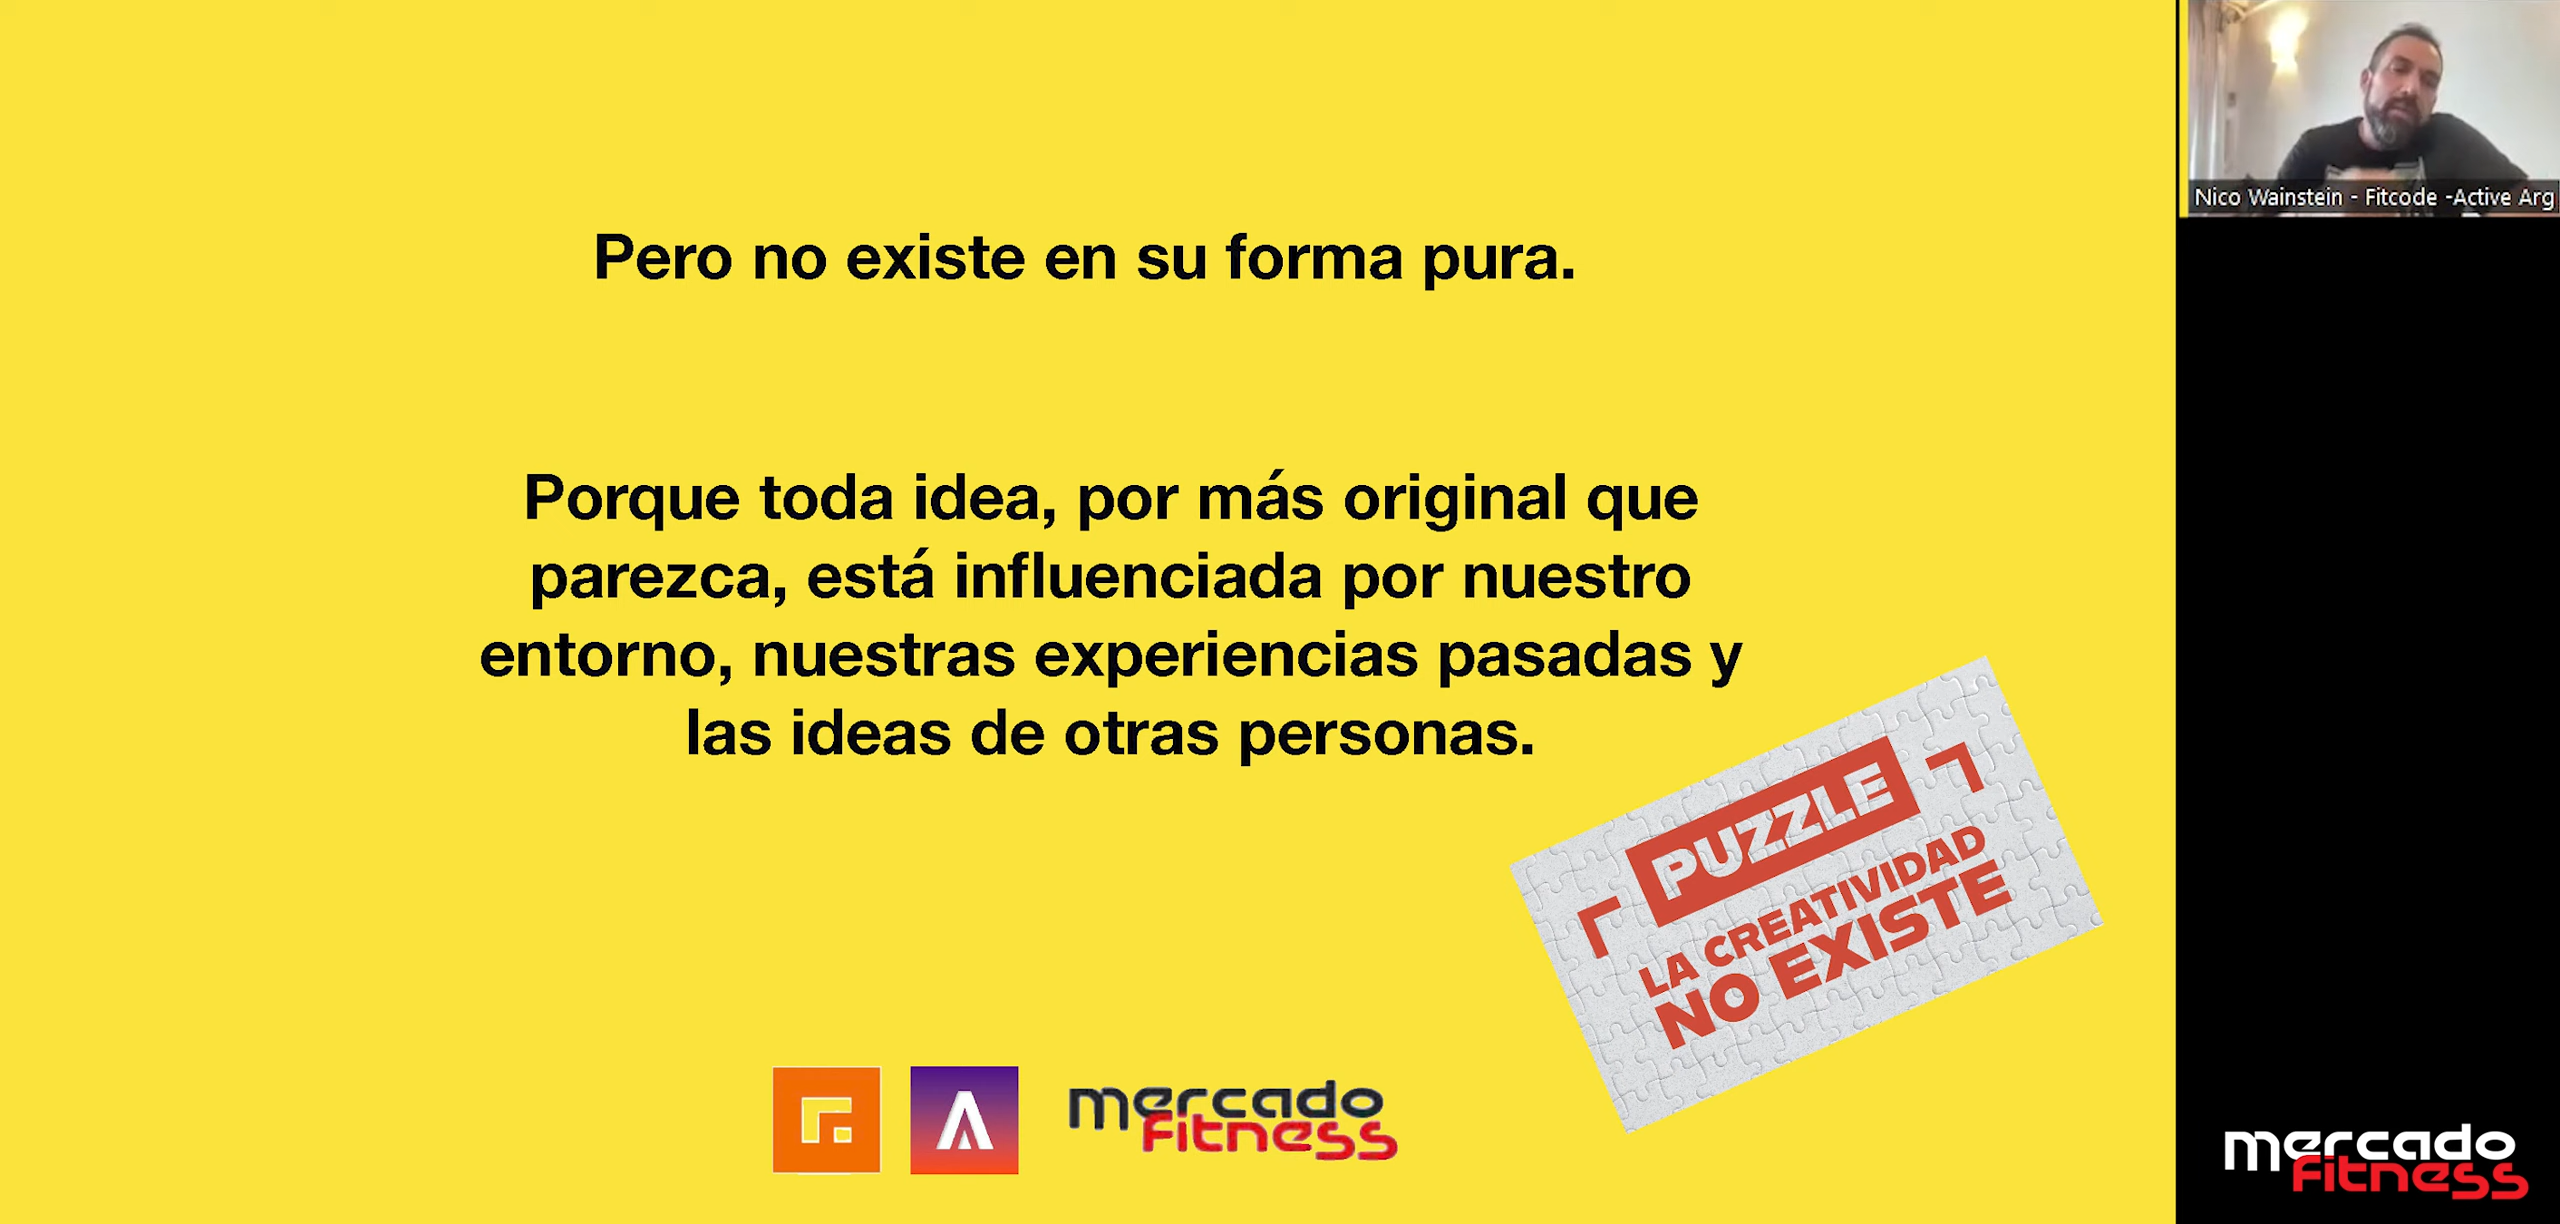 Pero no existe en su forma pura.
Porque toda idea, por más original que
parezca, está influenciada por nuestro
entorno, nuestras experiencias pasadas y
las ideas de otras personas.
PUZZLE
LA CREATIVIDAD
NO EXISTE
mercado
fitness
Nico Wainstein - Fitcode -Active Arg
mercado
fitness